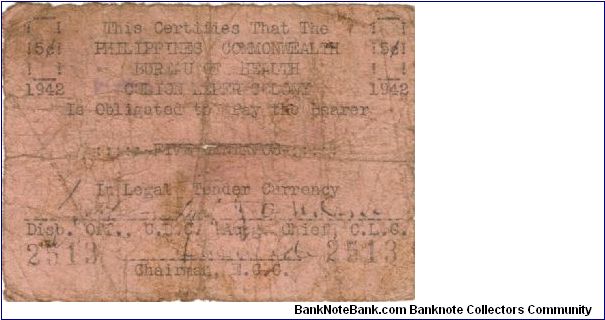 This Certifies That The
5¢ PHILIPPINES COMMONWEALTH 5¢
BUREAU OF HEALTH
1942 CULION LEPER COLONY 1942
Is Obligated to Pay the Bearer
FIVE CENTAVOS
In Legal Tender Currency
Disb. Off., C.L.C. Chief, C.L.C.
2513 2513
Chairman,
BankNoteBank.com Banknote Collectors Community